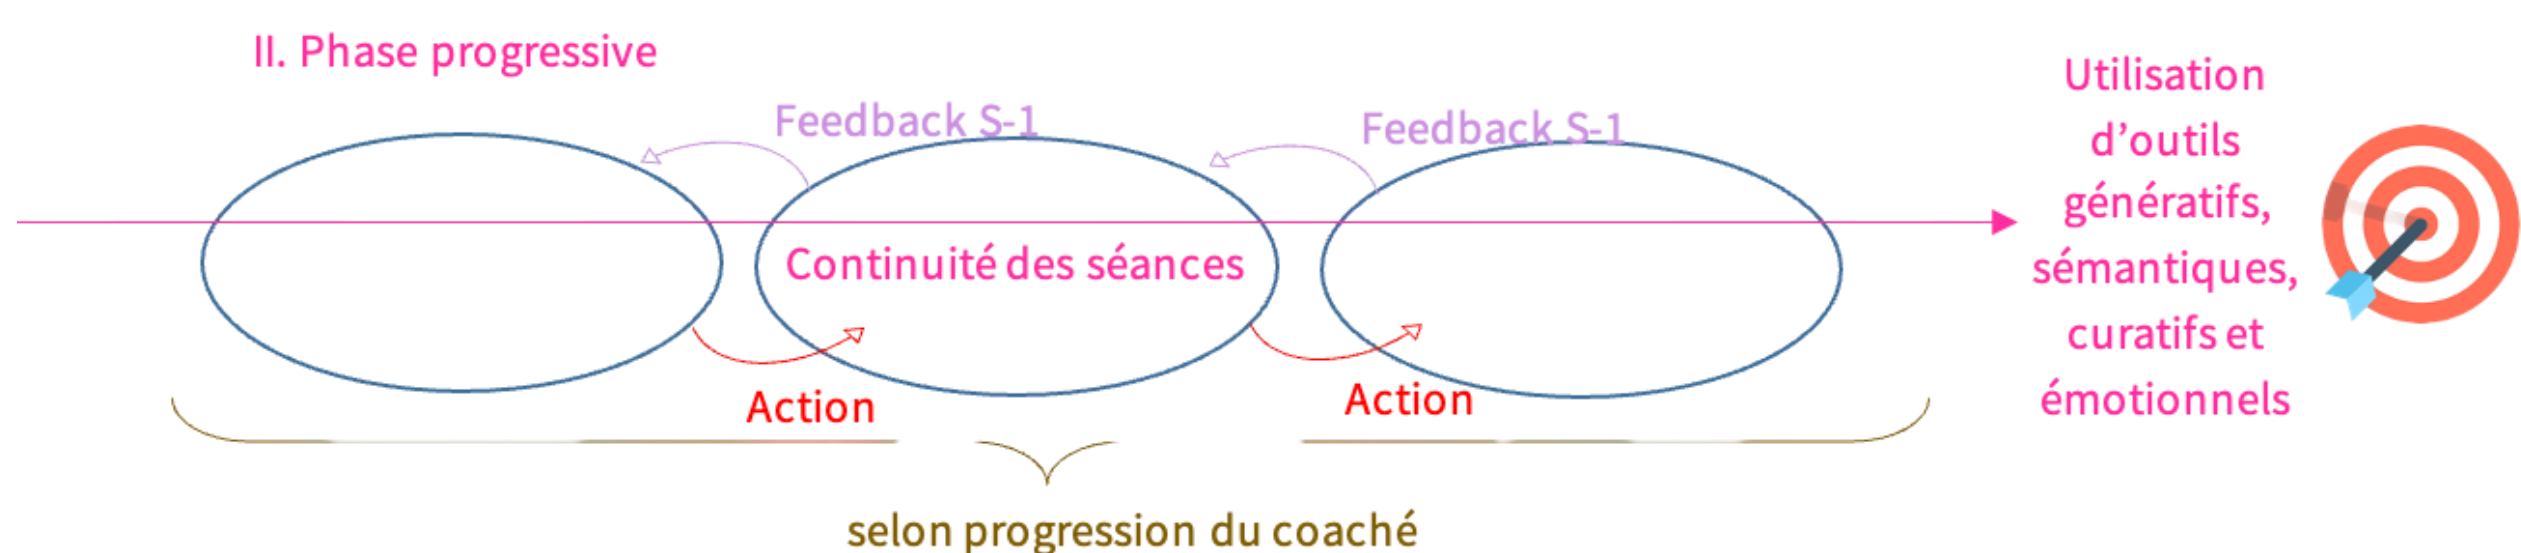 II. Phase progressive
Feedback S-1
Feedback S-1
Continuité des séances
Action
Action
selon progression du coaché
Utilisation
d’outils
génératifs,
sémantiques,
curatifs et
émotionnels